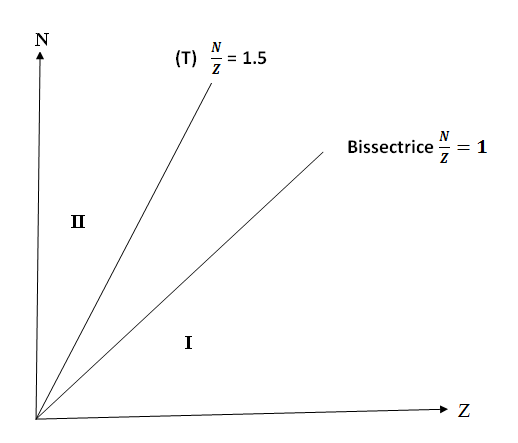 N
(T) N/Z = 1.5
Bissectrice N/Z = 1
II
I
Z